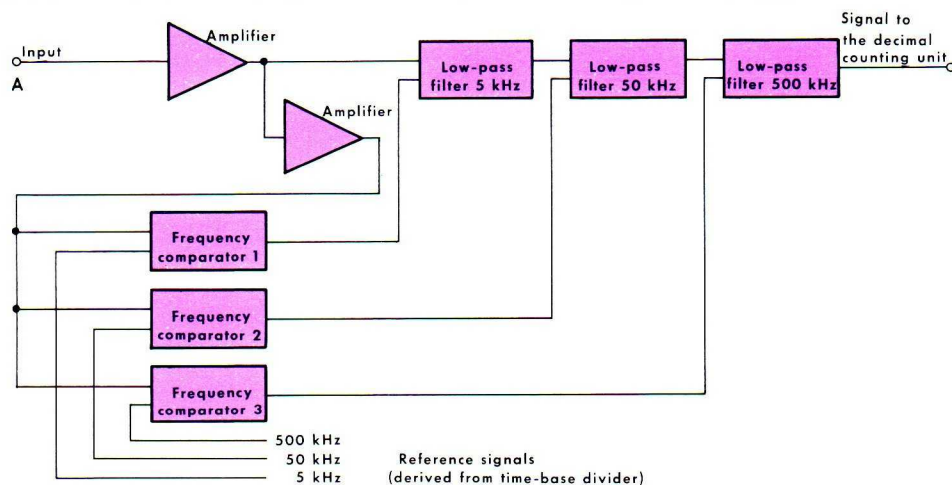 Input
A
Amplifier
Amplifier
Low-pass
filter 5 kHz
Low-pass
filter 50 kHz
Low-pass
filter 500 kHz
Signal to
the decimal
counting unit
Frequency
comparator 1
Frequency
comparator 2
Frequency
comparator 3
500 kHz
50 kHz
5 kHz
Reference signals
(derived from time-base divider)